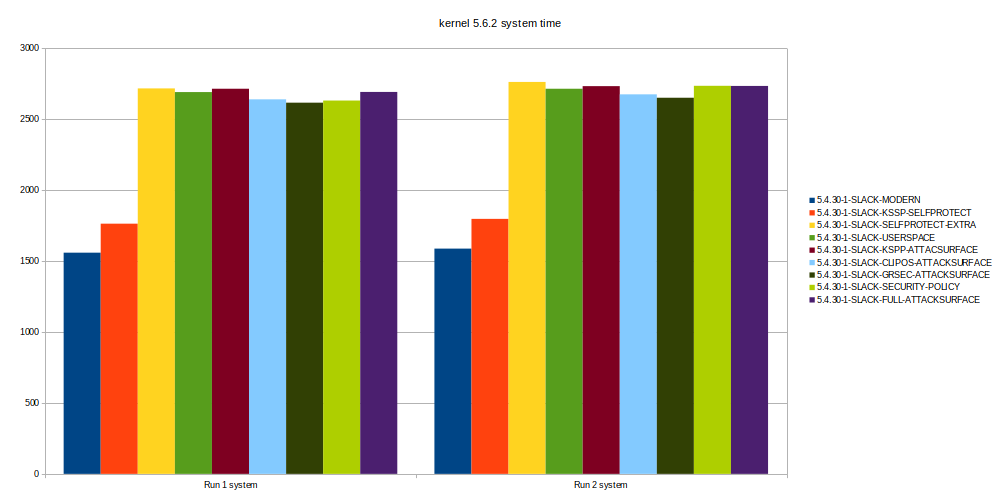 kernel 5.6.2 system time
3000
2500
2000
1500
1000
500
0
Run 1 system
Run 2 system
5.4.30-1-SLACK-MODERN
5.4.30-1-SLACK-KSSP-SELFPROTECT
5.4.30-1-SLACK-SELFPROTECT-EXTRA
5.4.30-1-SLACK-USERSPACE
5.4.30-1-SLACK-KSPP-ATTACSURFACE
5.4.30-1-SLACK-CLIPOS-ATTACKSURFACE
5.4.30-1-SLACK-GRSEC-ATTACKSURFACE
5.4.30-1-SLACK-SECURITY-POLICY
5.4.30-1-SLACK-FULL-ATTACKSURFACE